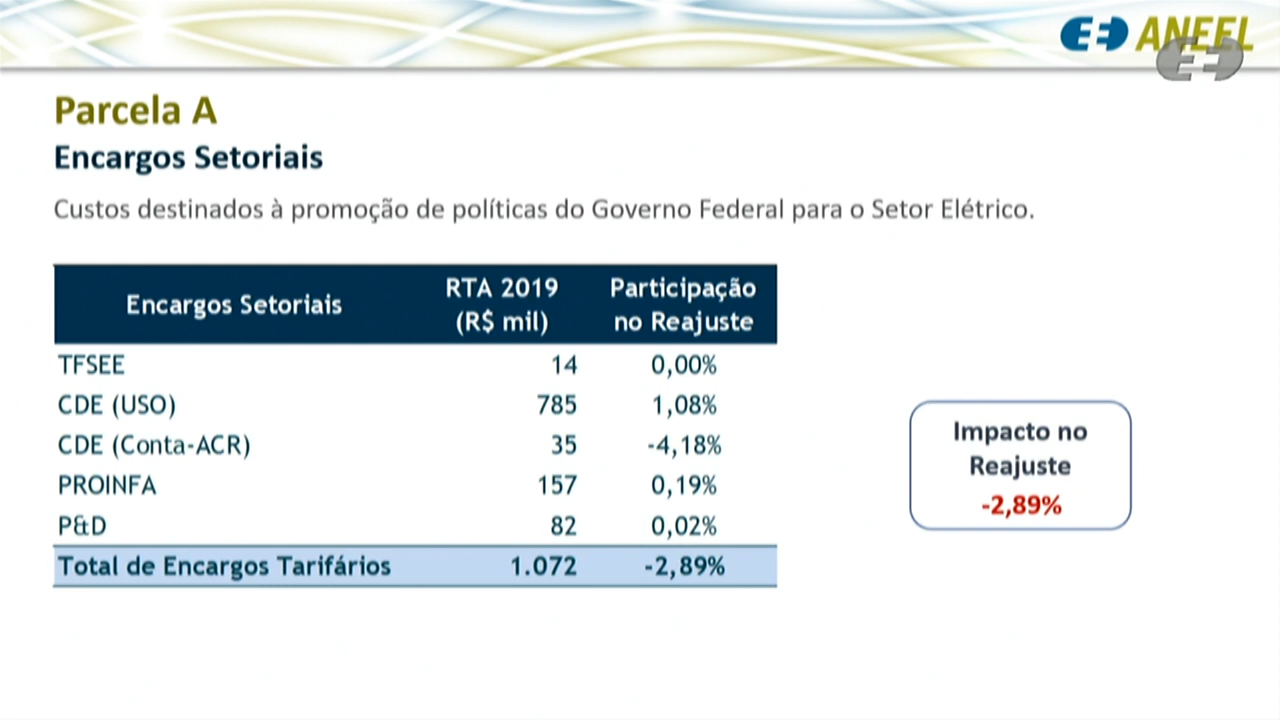 ANEEL
Parcela A
Encargos Setoriais
Custos destinados à promoção de políticas do Governo Federal para o Setor Elétrico.
Encargos Setoriais RTA 2019 (R$ mil) Participação no Reajuste
TFSEE 14 0,00%
CDE (USO) 785 1,08%
CDE (Conta-ACR) 35 -4,18%
PROINFA 157 0,19%
P&D 82 0,02%
Total de Encargos Tarifários 1.072 -2,89%
Impacto no
Reajuste
-2,89%